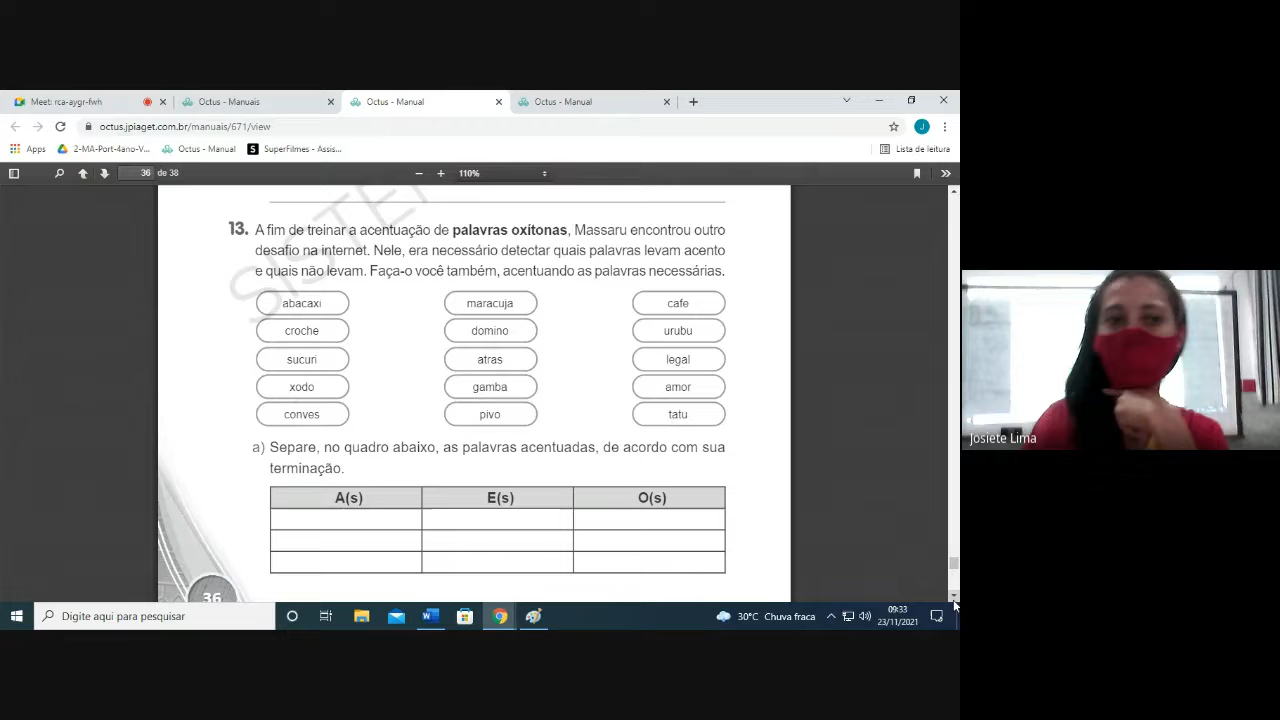 Meet: rca-aygr-fwh
Octus - Manuais
Octus - Manual
Octus - Manual
octus.jpiaget.com.br/manuais/671/view
Apps
2-MA-Port-4ano-V...
Octus - Manual
S
SuperFilmes - Assis...
J
Lista de leitura
36 de 38
110%
SISTE
13. A fim de treinar a acentuação de palavras oxítonas, Massaru encontrou outro
desafio na internet. Nele, era necessário detectar quais palavras levam acento
e quais não levam. Faça-o você também, acentuando as palavras necessárias.
abacaxi maracuja cafe
croche domino urubu
sucuri atras legal
xodo gamba amor
conves pivo tatu
a) Separe, no quadro abaixo, as palavras acentuadas, de acordo com sua
terminação.
A(s) E(s) O(s)
36
Josiete Lima
Digite aqui para pesquisar
30°C Chuva fraca
09:33
23/11/2021